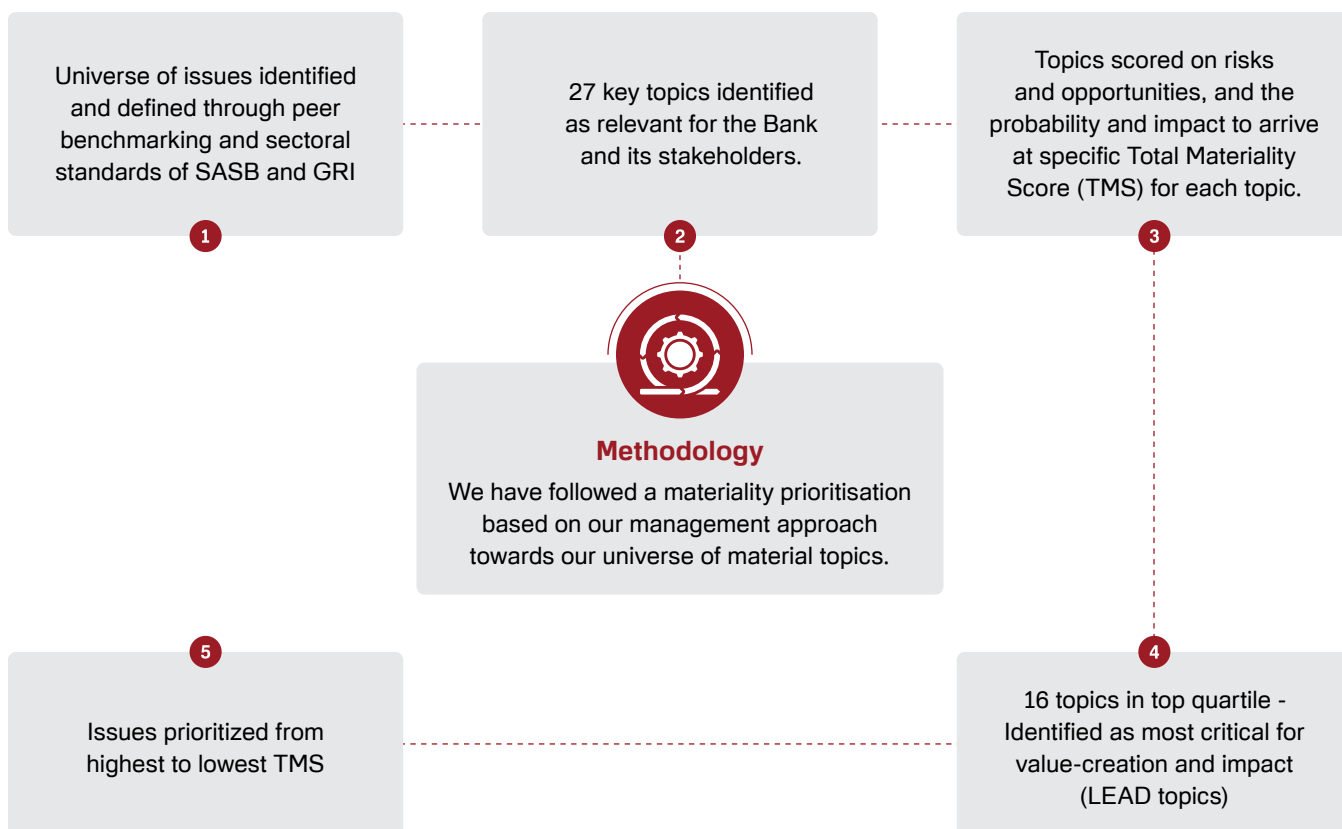 Universe of issues identified
and defined through peer
benchmarking and sectoral
standards of SASB and GRI
1
27 key topics identified
as relevant for the Bank
and its stakeholders.
2
Topics scored on risks
and opportunities, and the
probability and impact to arrive
at specific Total Materiality
Score (TMS) for each topic.
3
Methodology
We have followed a materiality prioritisation
based on our management approach
towards our universe of material topics.
4
16 topics in top quartile -
Identified as most critical for
value-creation and impact
(LEAD topics)
5
Issues prioritized from
highest to lowest TMS